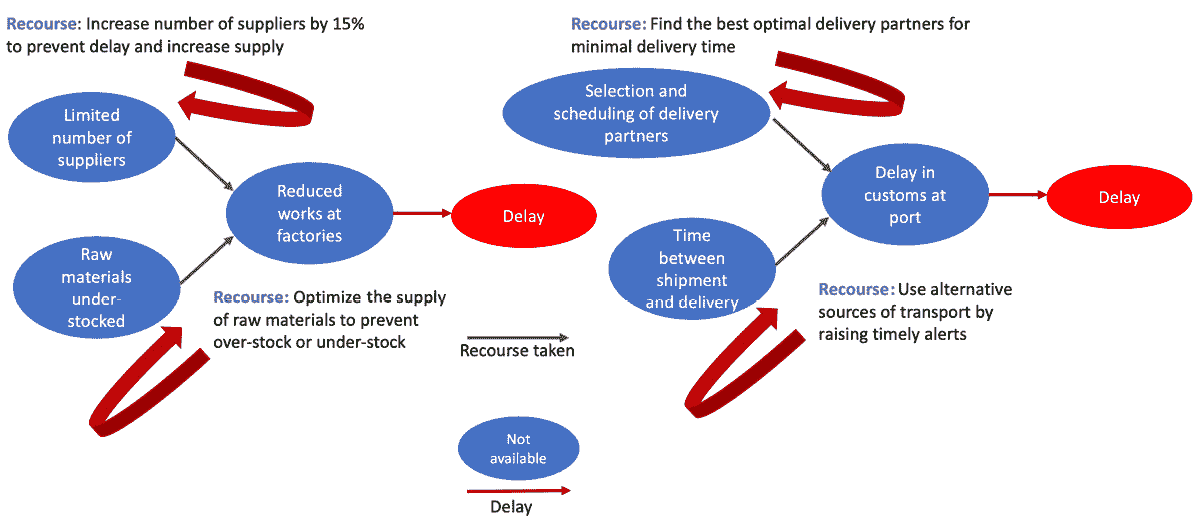 Recourse: Increase number of suppliers by 15%
to prevent delay and increase supply
Limited
number of
suppliers
Raw
materials
under-
stocked
Reduced
works at
factories
Delay
Recourse: Optimize the supply
of raw materials to prevent
over-stock or under-stock
Recourse: Find the best optimal delivery partners for
minimal delivery time
Selection and
scheduling of delivery
partners
Time
between
shipment
and delivery
Delay in
customs at
port
Delay
Recourse: Use alternative
sources of transport by
raising timely alerts
Recourse taken
Not
available
Delay